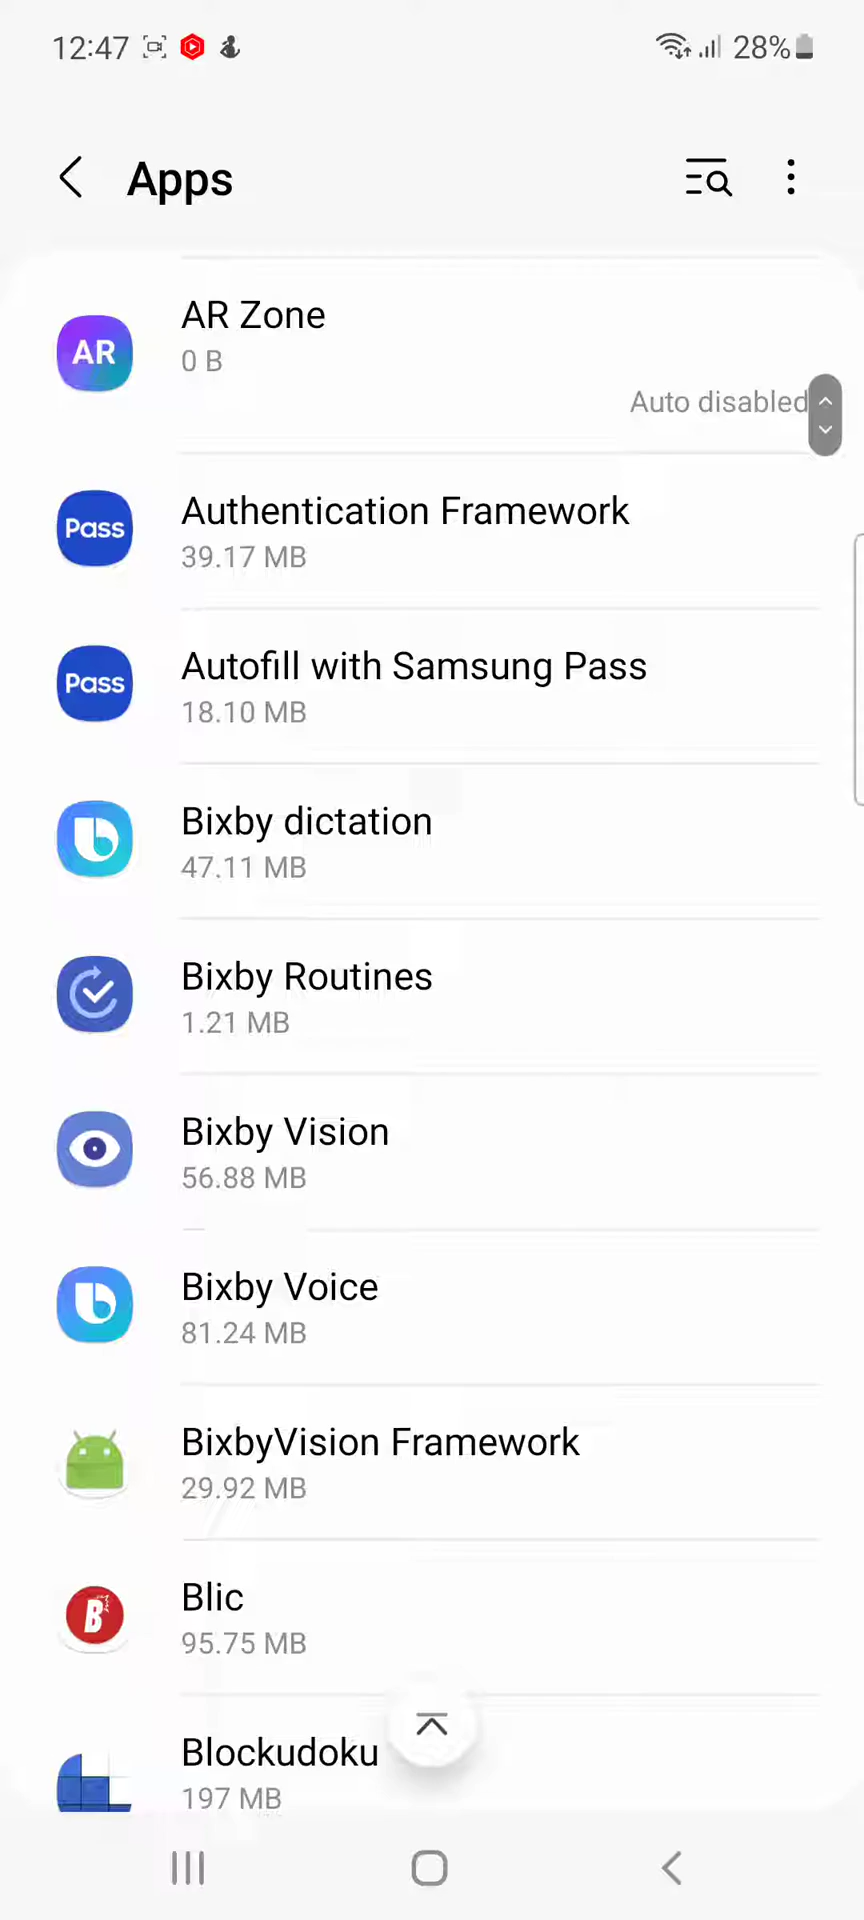 12:47 28%
Apps
AR AR Zone
0 B
Auto disabled
Pass Authentication Framework
39.17 MB
Pass Autofill with Samsung Pass
18.10 MB
Bixby dictation
47.11 MB
Bixby Routines
1.21 MB
Bixby Vision
56.88 MB
Bixby Voice
81.24 MB
BixbyVision Framework
29.92 MB
B Blic
95.75 MB
Blockudoku
197 MB